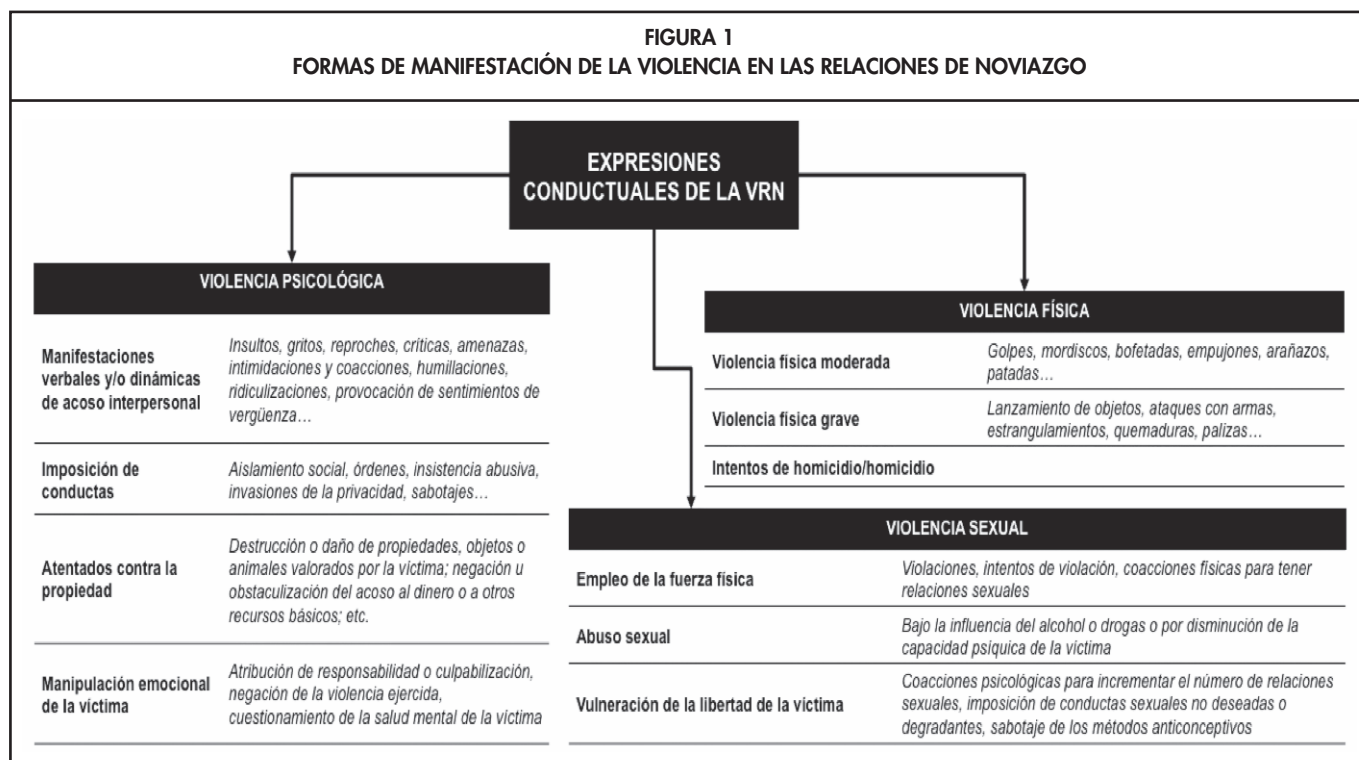 FIGURA 1
FORMAS DE MANIFESTACIÓN DE LA VIOLENCIA EN LAS RELACIONES DE NOVIAZGO
EXPRESIONES
CONDUCTUALES DE LA VRN
VIOLENCIA PSICOLÓGICA
Manifestaciones
verbales y/o dinámicas
de acoso interpersonal
Insultos, gritos, reproches, críticas, amenazas,
intimidaciones y coacciones, humillaciones,
ridiculizaciones, provocación de sentimientos de
vergüenza…
Imposición de
conductas
Aislamiento social, órdenes, insistencia abusiva,
invasiones de la privacidad, sabotajes…
Atentados contra la
propiedad
Destrucción o daño de propiedades, objetos o
animales valorados por la víctima; negación u
obstaculización del acoso al dinero o a otros
recursos básicos; etc.
Manipulación emocional
de la víctima
Atribución de responsabilidad o culpabilización,
negación de la violencia ejercida,
cuestionamiento de la salud mental de la víctima
VIOLENCIA FÍSICA
Violencia física moderada
Golpes, mordiscos, bofetadas, empujones, arañazos,
patadas…
Violencia física grave
Lanzamiento de objetos, ataques con armas,
estrangulamientos, quemaduras, palizas…
Intentos de homicidio/homicidio
VIOLENCIA SEXUAL
Empleo de la fuerza física
Violaciones, intentos de violación, coacciones físicas para tener
relaciones sexuales
Abuso sexual
Bajo la influencia del alcohol o drogas o por disminución de la
capacidad psíquica de la víctima
Vulneración de la libertad de la víctima
Coacciones psicológicas para incrementar el número de relaciones
sexuales, imposición de conductas sexuales no deseadas o
degradantes, sabotaje de los métodos anticonceptivos